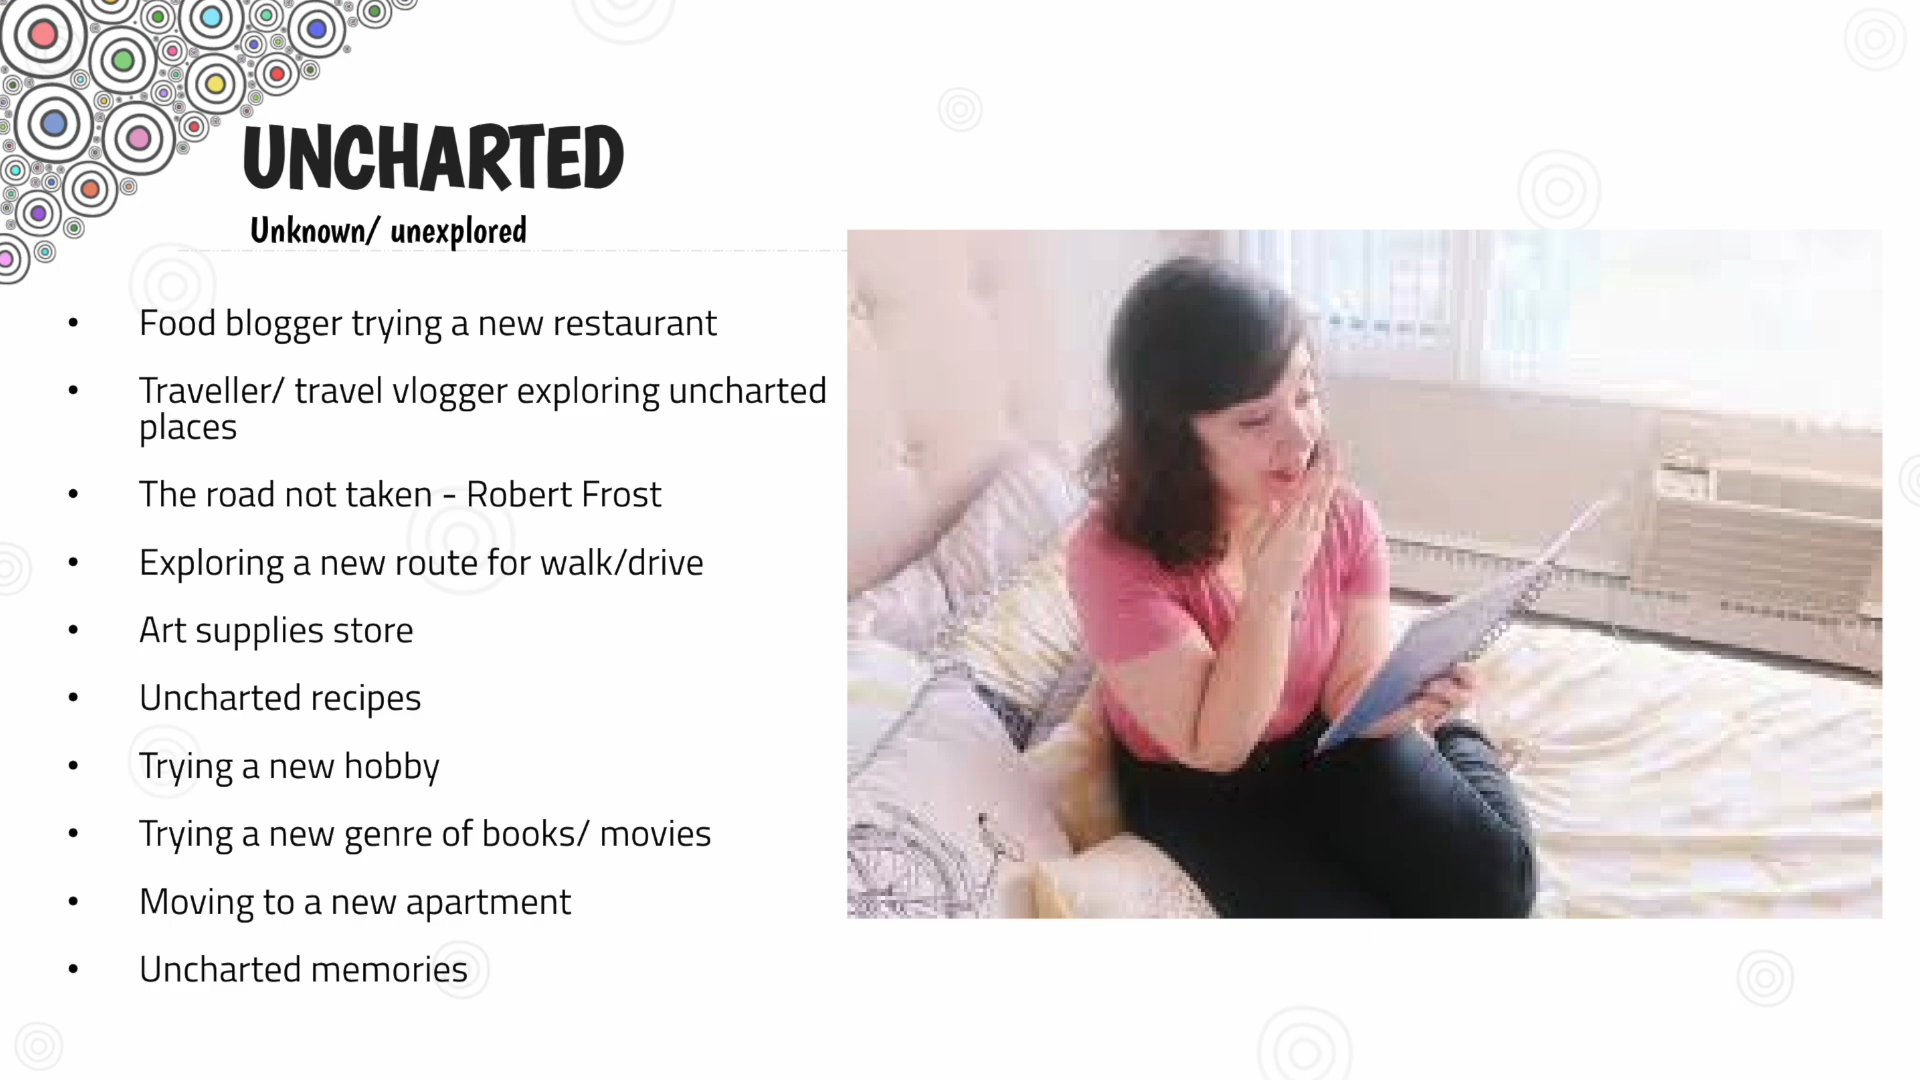 UNCHARTED
Unknown/ unexplored
• Food blogger trying a new restaurant
• Traveller/ travel vlogger exploring uncharted
places
• The road not taken - Robert Frost
• Exploring a new route for walk/drive
• Art supplies store
• Uncharted recipes
• Trying a new hobby
• Trying a new genre of books/ movies
• Moving to a new apartment
• Uncharted memories